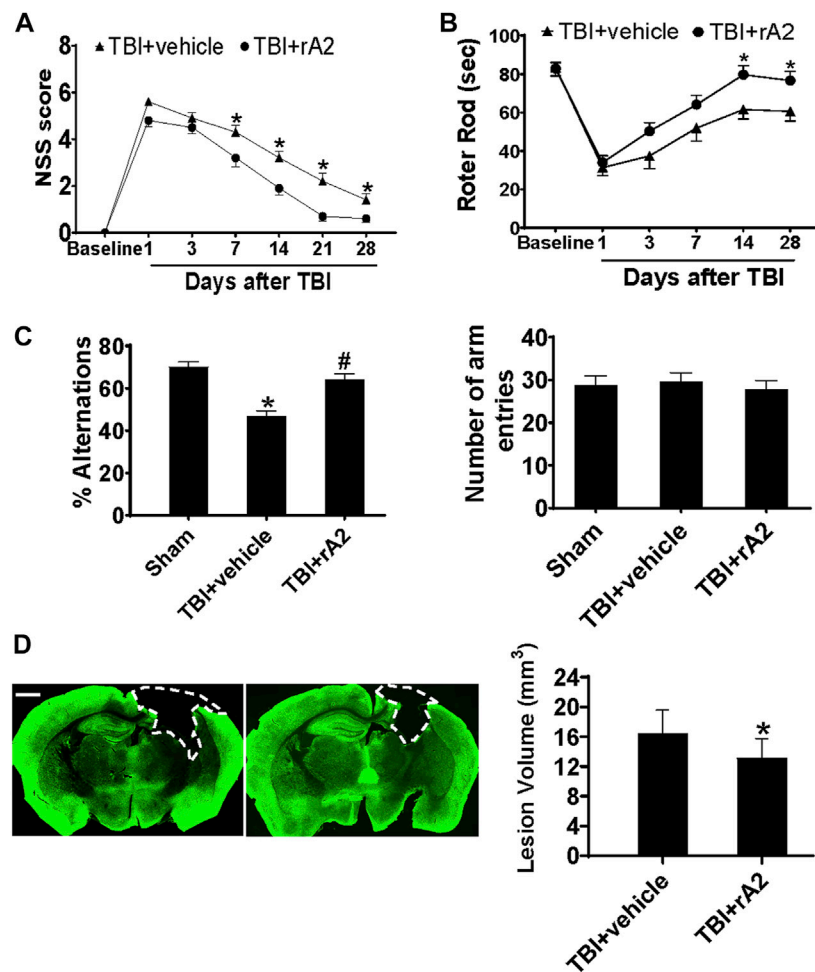 A
TBI+vehicle TBI+rA2
NSS score
8
6
4
2
0
* * * *
Baseline 1 3 7 14 21 28
Days after TBI
B
TBI+vehicle TBI+rA2
Roter Rod (sec)
100
80
60
40
20
0
* *
Baseline 1 3 7 14 28
Days after TBI
C
% Alternations
80
60
40
20
0
* #
Sham TBI+vehicle TBI+rA2
Number of arm
entries
40
30
20
10
0
Sham TBI+vehicle TBI+rA2
D
Lesion Volume (mm³)
24
20
16
12
8
4
0
*
TBI+vehicle TBI+rA2